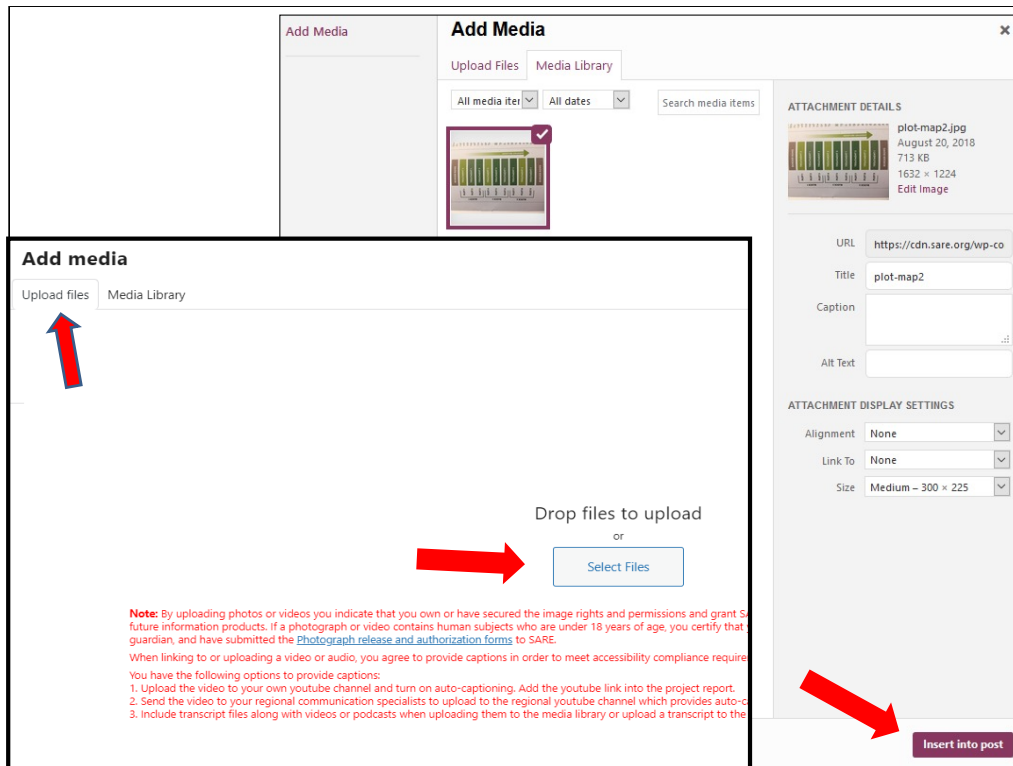 Add Media
Add Media
Upload Files
Media Library
All media iter
All dates
Search media items
ATTACHMENT DETAILS
plot-map2.jpg
August 20, 2018
713 KB
1632 × 1224
Edit Image
URL
https://cdn.sare.org/wp-co
Title
plot-map2
Caption
Alt Text
ATTACHMENT DISPLAY SETTINGS
Alignment
None
Link To
None
Size
Medium – 300 × 225
Add media
Upload files
Media Library
Drop files to upload
or
Select Files
Note: By uploading photos or videos you indicate that you own or have secured the image rights and permissions and grant
future information products. If a photograph or video contains human subjects who are under 18 years of age, you certify that
guardian, and have submitted the Photograph release and authorization forms to SARE.
When linking to or uploading a video or audio, you agree to provide captions in order to meet accessibility compliance require
You have the following options to provide captions:
1. Upload the video to your own youtube channel and turn on auto-captioning. Add the youtube link into the project report.
2. Send the video to your regional communication specialists to upload to the regional youtube channel which provides auto-c
3. Include transcript files along with videos or podcasts when uploading them to the media library or upload a transcript to the
Insert into post